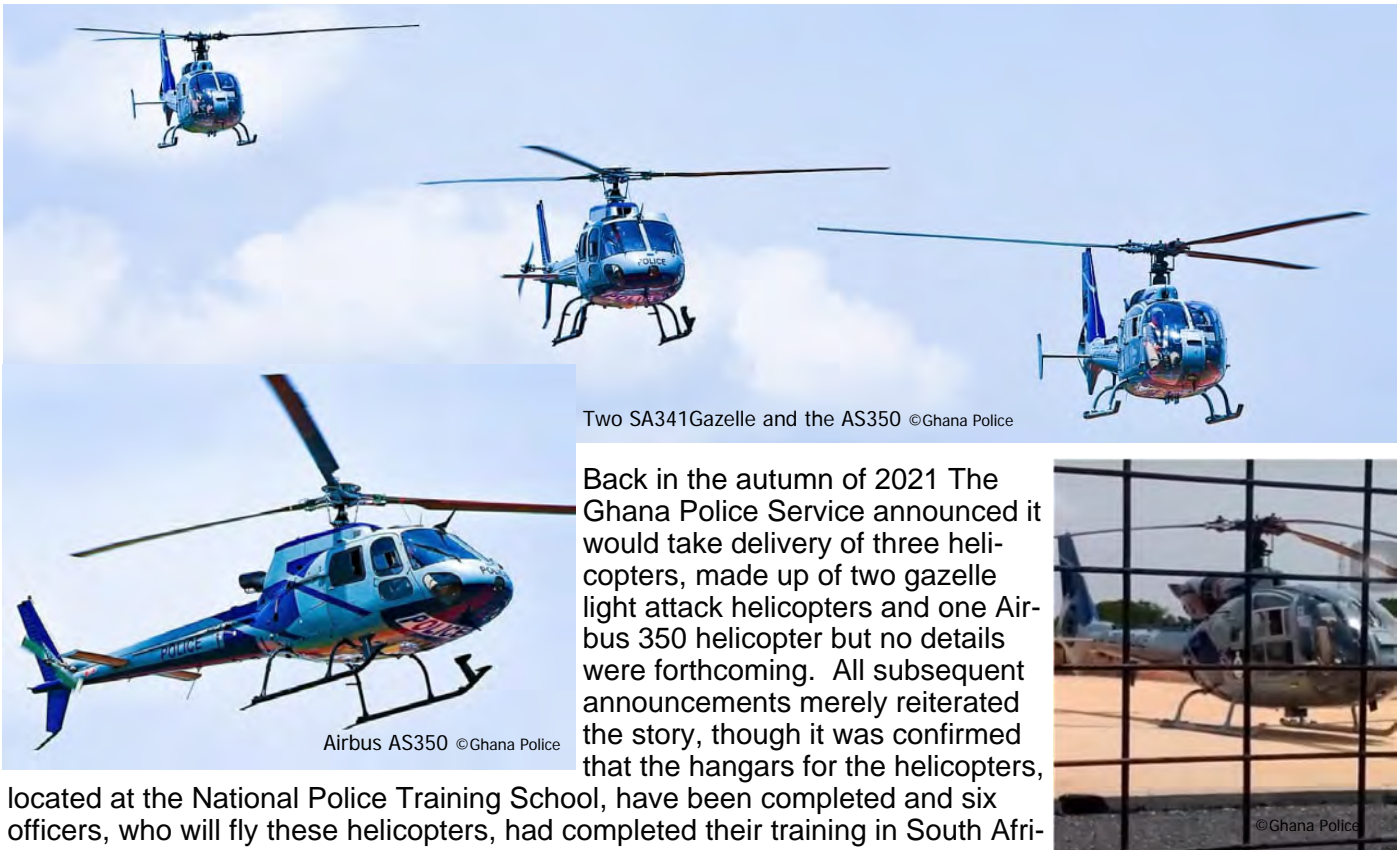 POLICE
Two SA341Gazelle and the AS350 ©Ghana Police
POLICE
POLICE
Airbus AS350 ©Ghana Police
Back in the autumn of 2021 The
Ghana Police Service announced it
would take delivery of three heli-
copters, made up of two gazelle
light attack helicopters and one Air-
bus 350 helicopter but no details
were forthcoming.  All subsequent
announcements merely reiterated
the story, though it was confirmed
that the hangars for the helicopters,
located at the National Police Training School, have been completed and six
officers, who will fly these helicopters, had completed their training in South Afri-
©Ghana Police